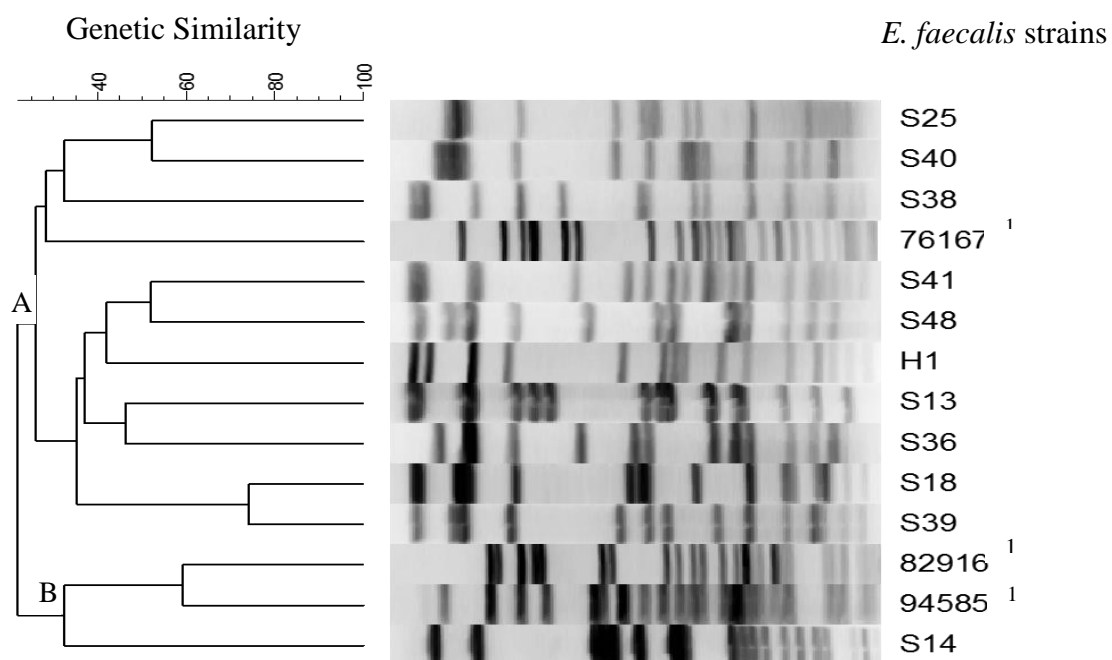 Genetic Similarity
E. faecalis strains
40 60 80 100
S25
S40
S38
76167 1
S41
A
S48
H1
S13
S36
S18
S39
82916 1
B
94585 1
S14